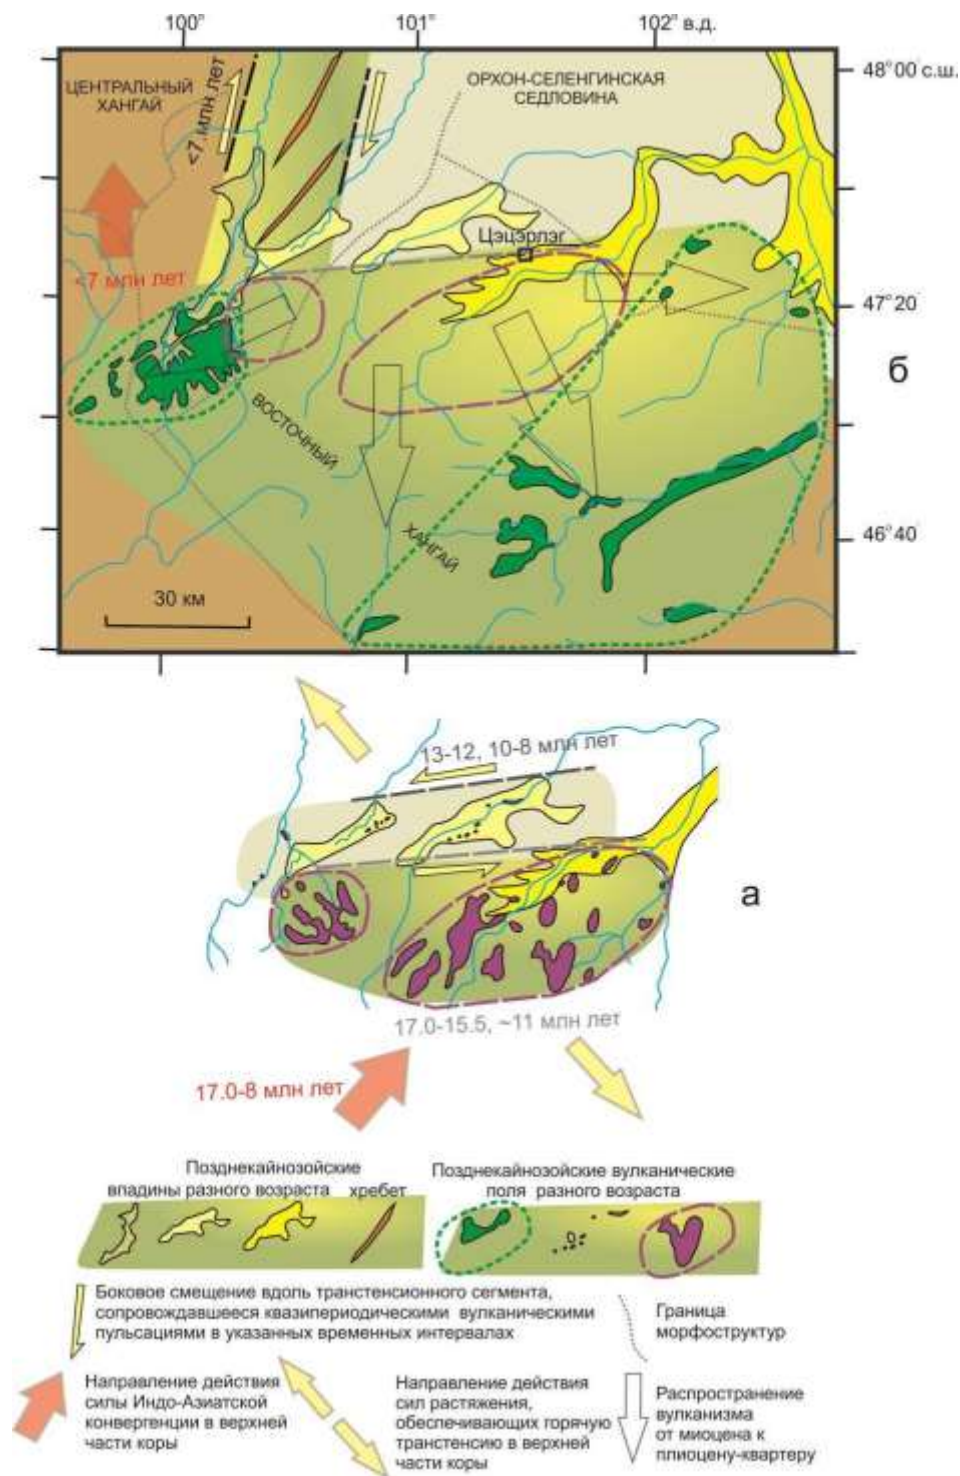 100° 101° 102° в.д.
ЦЕНТРАЛЬНЫЙ
ХАНГАЙ
<7 млн лет
ОРХОН-СЕЛЕНГИНСКАЯ
СЕДЛОВИНА
48°00' с.ш.
Цэцэрлэг
<7 млн лет
47°20'
б
ВОСТОЧНЫЙ
ХАНГАЙ
46°40'
30 км
13-12, 10-8 млн лет
а
17.0-15.5, ~11 млн лет
17.0-8 млн лет
Позднекайнозойские
впадины разного возраста хребет
Позднекайнозойские вулканические
поля разного возраста
Боковое смещение вдоль транстенсионного сегмента,
сопровождавшееся квазипериодическими вулканическими
пульсациями в указанных временных интервалах
Граница
морфоструктур
Направление действия
силы Индо-Азиатской
конвергенции в верхней
части коры
Направление действия
сил растяжения,
обеспечивающих горячую
транстенсию в верхней
части коры
Распространение
вулканизма
от миоцена к
плиоцену-квартеру